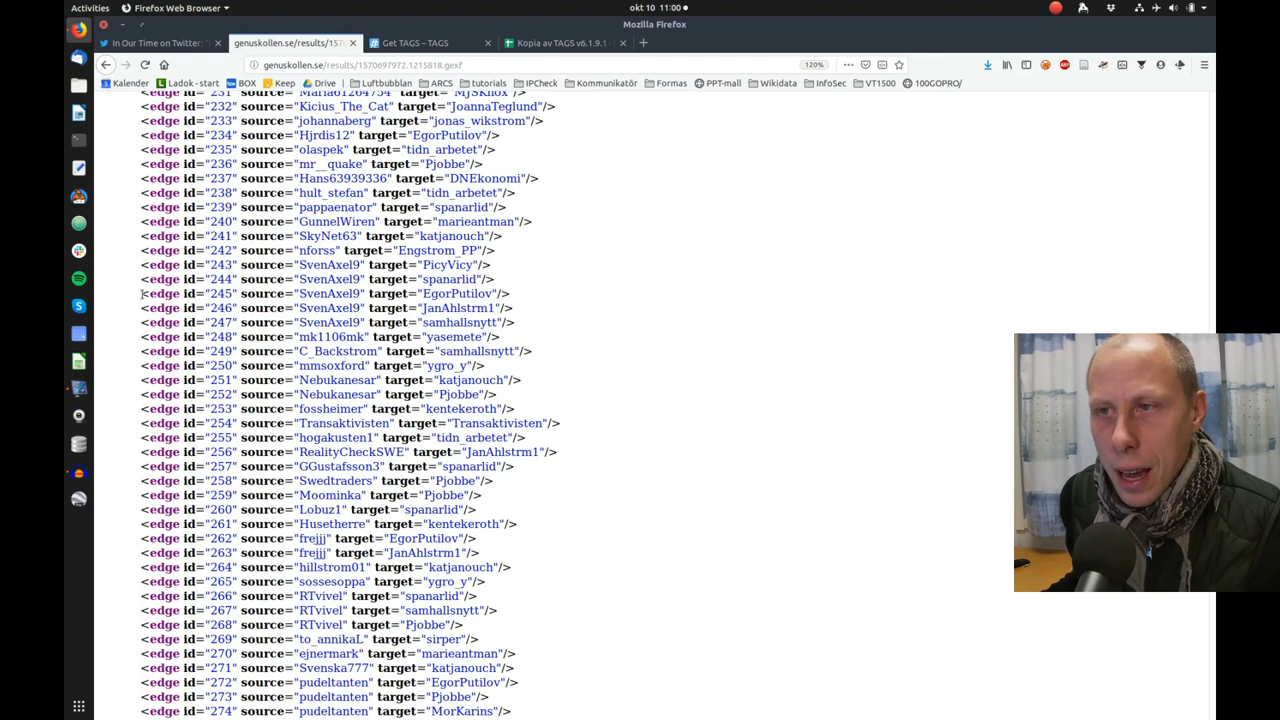 Activities Firefox Web Browser okt 10 11:00
Mozilla Firefox
In Our Time on Twitter: "
genuskollen.se/results/1570
Get TAGS – TAGS
Kopia av TAGS v6.1.9.1 -
genuskollen.se/results/1570697972.1215818.gexf 120%
Kalender Ladok - start BOX Keep Drive Luftbubblan ARCS tutorials IPCheck Kommunikatör Formas PPT-mall Wikidata InfoSec VT1500 100GOPRO/
<edge id="231" source="Maria61264754" target="MJSKnox"/>
<edge id="232" source="Kicius_The_Cat" target="JoannaTeglund"/>
<edge id="233" source="johannaberg" target="jonas_wikstrom"/>
<edge id="234" source="Hjrdis12" target="EgorPutilov"/>
<edge id="235" source="olaspek" target="tidn_arbetet"/>
<edge id="236" source="mr__quake" target="Pjobbe"/>
<edge id="237" source="Hans63939336" target="DNEkonomi"/>
<edge id="238" source="hult_stefan" target="tidn_arbetet"/>
<edge id="239" source="pappaenator" target="spanarlid"/>
<edge id="240" source="GunnelWiren" target="marieantman"/>
<edge id="241" source="SkyNet63" target="katjanouch"/>
<edge id="242" source="nforss" target="Engstrom_PP"/>
<edge id="243" source="SvenAxel9" target="PicyVicy"/>
<edge id="244" source="SvenAxel9" target="spanarlid"/>
<edge id="245" source="SvenAxel9" target="EgorPutilov"/>
<edge id="246" source="SvenAxel9" target="JanAhlstrm1"/>
<edge id="247" source="SvenAxel9" target="samhallsnytt"/>
<edge id="248" source="mk1106mk" target="yasemete"/>
<edge id="249" source="C_Backstrom" target="samhallsnytt"/>
<edge id="250" source="mmsoxford" target="ygro_y"/>
<edge id="251" source="Nebukanesar" target="katjanouch"/>
<edge id="252" source="Nebukanesar" target="Pjobbe"/>
<edge id="253" source="fossheimer" target="kentekeroth"/>
<edge id="254" source="Transaktivisten" target="Transaktivisten"/>
<edge id="255" source="hogakusten1" target="tidn_arbetet"/>
<edge id="256" source="RealityCheckSWE" target="JanAhlstrm1"/>
<edge id="257" source="GGustafsson3" target="spanarlid"/>
<edge id="258" source="Swedtraders" target="Pjobbe"/>
<edge id="259" source="Moominka" target="Pjobbe"/>
<edge id="260" source="Lobuz1" target="spanarlid"/>
<edge id="261" source="Husetherre" target="kentekeroth"/>
<edge id="262" source="frejjj" target="EgorPutilov"/>
<edge id="263" source="frejjj" target="JanAhlstrm1"/>
<edge id="264" source="hillstrom01" target="katjanouch"/>
<edge id="265" source="sossesoppa" target="ygro_y"/>
<edge id="266" source="RTvivel" target="spanarlid"/>
<edge id="267" source="RTvivel" target="samhallsnytt"/>
<edge id="268" source="RTvivel" target="Pjobbe"/>
<edge id="269" source="to_annikaL" target="sirper"/>
<edge id="270" source="ejnermark" target="marieantman"/>
<edge id="271" source="Svenska777" target="katjanouch"/>
<edge id="272" source="pudeltanten" target="EgorPutilov"/>
<edge id="273" source="pudeltanten" target="Pjobbe"/>
<edge id="274" source="pudeltanten" target="MorKarins"/>